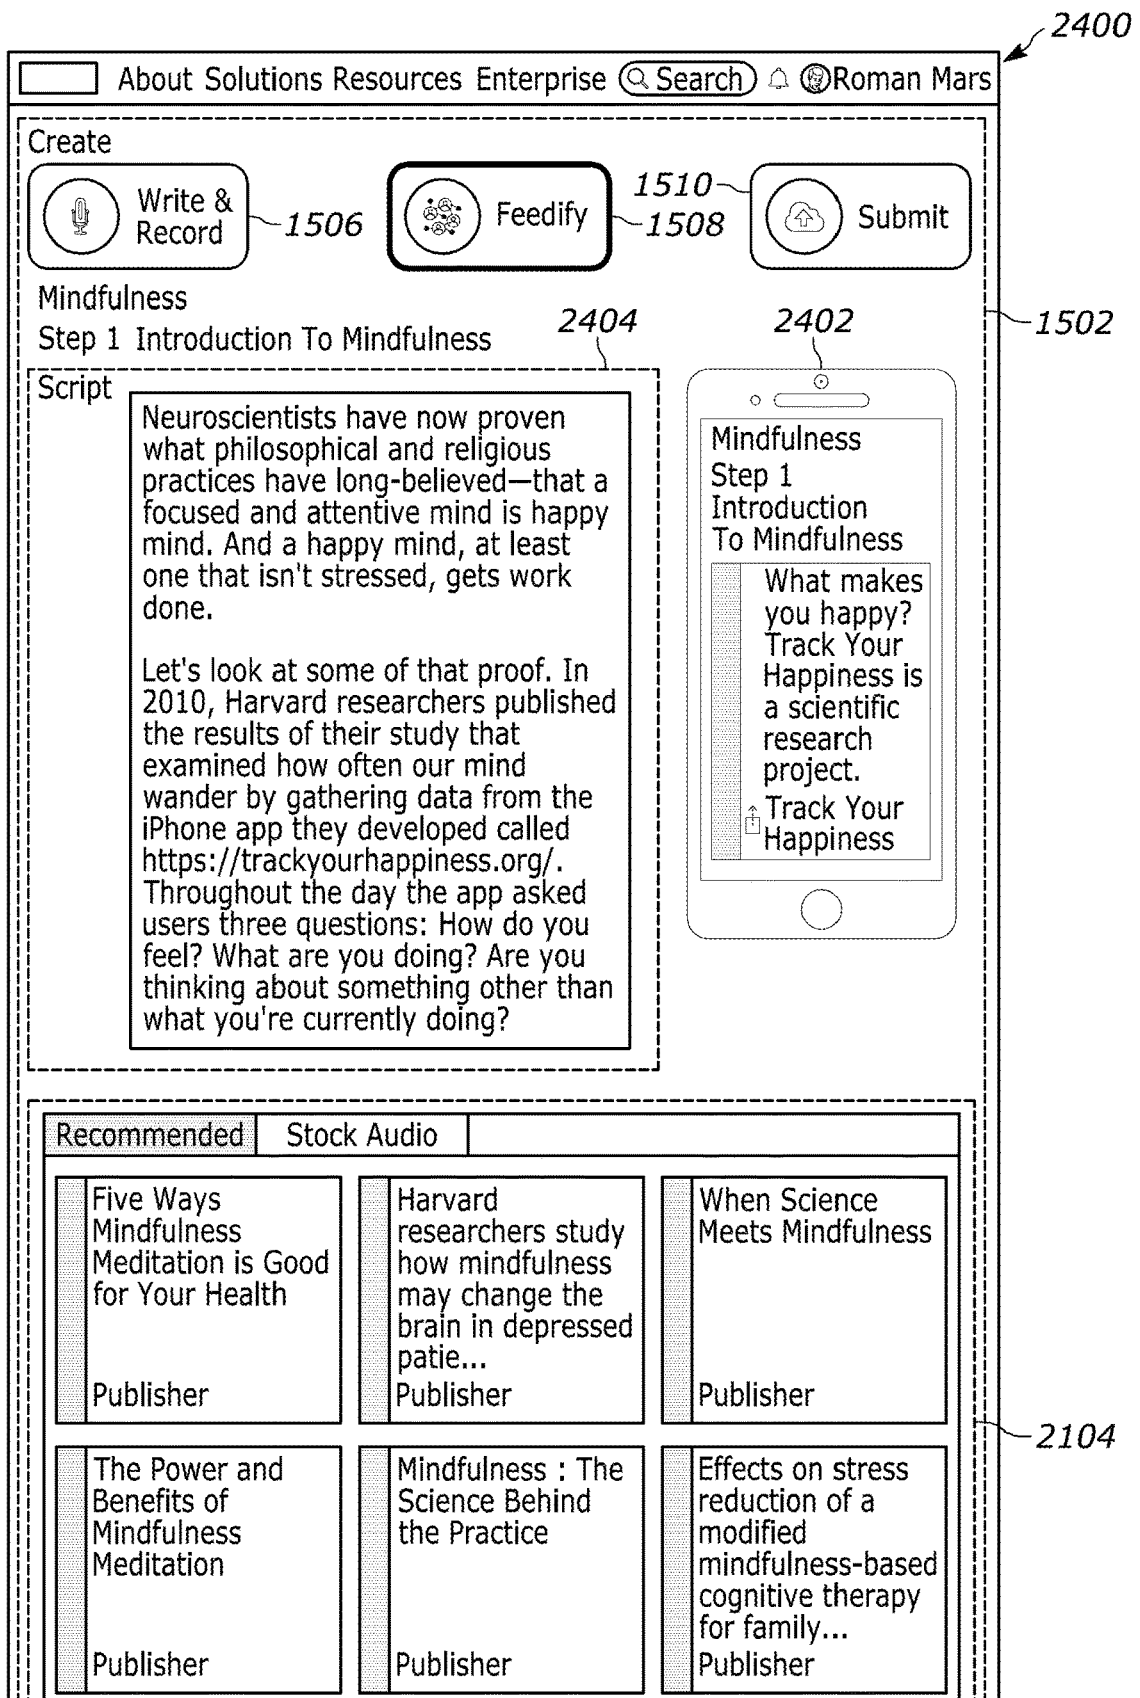 2400
About Solutions Resources Enterprise Search Roman Mars
Create
Write &
Record
1506
Feedify
1510
1508
Submit
Mindfulness
Step 1 Introduction To Mindfulness
2404
2402
1502
Script
Neuroscientists have now proven
what philosophical and religious
practices have long-believed—that a
focused and attentive mind is happy
mind. And a happy mind, at least
one that isn't stressed, gets work
done.
Let's look at some of that proof. In
2010, Harvard researchers published
the results of their study that
examined how often our mind
wander by gathering data from the
iPhone app they developed called
https://trackyourhappiness.org/.
Throughout the day the app asked
users three questions: How do you
feel? What are you doing? Are you
thinking about something other than
what you're currently doing?
Mindfulness
Step 1
Introduction
To Mindfulness
What makes
you happy?
Track Your
Happiness is
a scientific
research
project.
Track Your
Happiness
Recommended
Stock Audio
Five Ways
Mindfulness
Meditation is Good
for Your Health
Publisher
Harvard
researchers study
how mindfulness
may change the
brain in depressed
patie...
Publisher
When Science
Meets Mindfulness
Publisher
2104
The Power and
Benefits of
Mindfulness
Meditation
Publisher
Mindfulness : The
Science Behind
the Practice
Publisher
Effects on stress
reduction of a
modified
mindfulness-based
cognitive therapy
for family...
Publisher